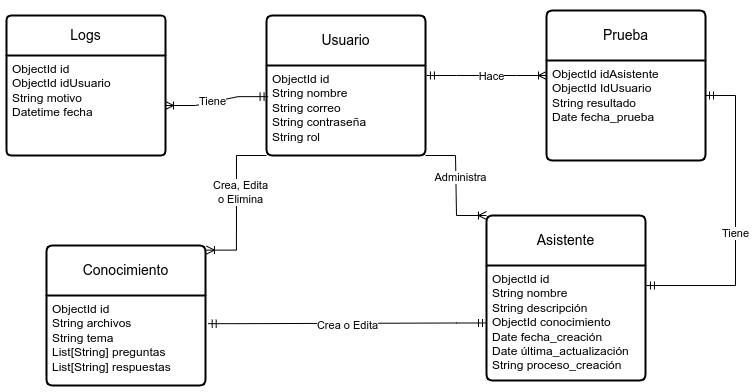 Logs
ObjectId id
ObjectId idUsuario
String motivo
Datetime fecha
Tiene
Usuario
ObjectId id
String nombre
String correo
String contraseña
String rol
Hace
Prueba
ObjectId idAsistente
ObjectId IdUsuario
String resultado
Date fecha_prueba
Crea, Edita
o Elimina
Administra
Tiene
Conocimiento
ObjectId id
String archivos
String tema
List[String] preguntas
List[String] respuestas
Crea o Edita
Asistente
ObjectId id
String nombre
String descripción
ObjectId conocimiento
Date fecha_creación
Date última_actualización
String proceso_creación